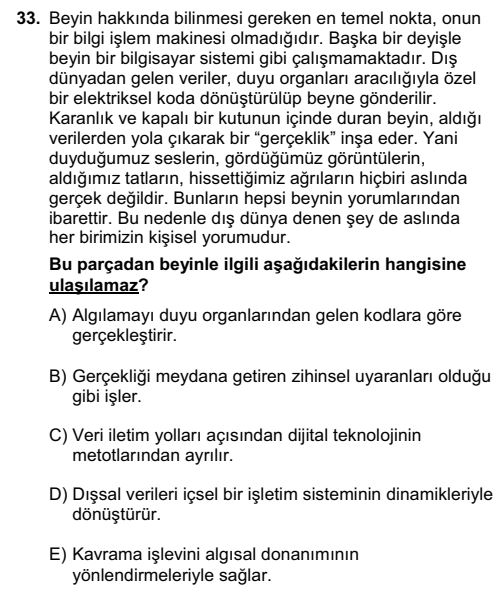 33. Beyin hakkında bilinmesi gereken en temel nokta, onun
bir bilgi işlem makinesi olmadığıdır. Başka bir deyişle
beyin bir bilgisayar sistemi gibi çalışmamaktadır. Dış
dünyadan gelen veriler, duyu organları aracılığıyla özel
bir elektriksel koda dönüştürülüp beyne gönderilir.
Karanlık ve kapalı bir kutunun içinde duran beyin, aldığı
verilerden yola çıkarak bir “gerçeklik” inşa eder. Yani
duyduğumuz seslerin, gördüğümüz görüntülerin,
aldığımız tatların, hissettiğimiz ağrıların hiçbiri aslında
gerçek değildir. Bunların hepsi beynin yorumlarından
ibarettir. Bu nedenle dış dünya denen şey de aslında
her birimizin kişisel yorumudur.
Bu parçadan beyinle ilgili aşağıdakilerin hangisine
ulaşılamaz?
A) Algılamayı duyu organlarından gelen kodlara göre
gerçekleştirir.
B) Gerçekliği meydana getiren zihinsel uyaranları olduğu
gibi işler.
C) Veri iletim yolları açısından dijital teknolojinin
metotlarından ayrılır.
D) Dışsal verileri içsel bir işletim sisteminin dinamikleriyle
dönüştürür.
E) Kavrama işlevini algısal donanımının
yönlendirmeleriyle sağlar.